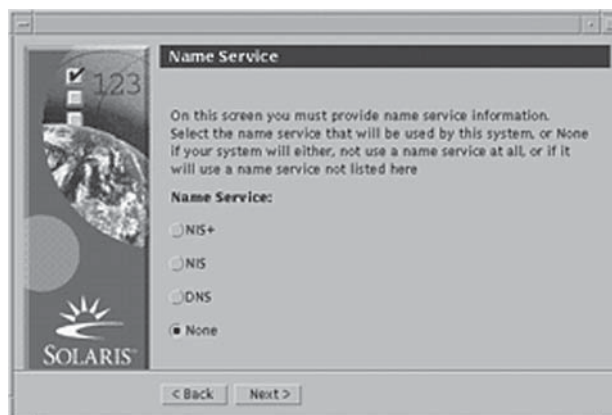 Name Service
123
On this screen you must provide name service information.
Select the name service that will be used by this system, or None
if your system will either, not use a name service at all, or if it
will use a name service not listed here
Name Service:
NIS+
NIS
DNS
None
SOLARIS
< Back
Next >